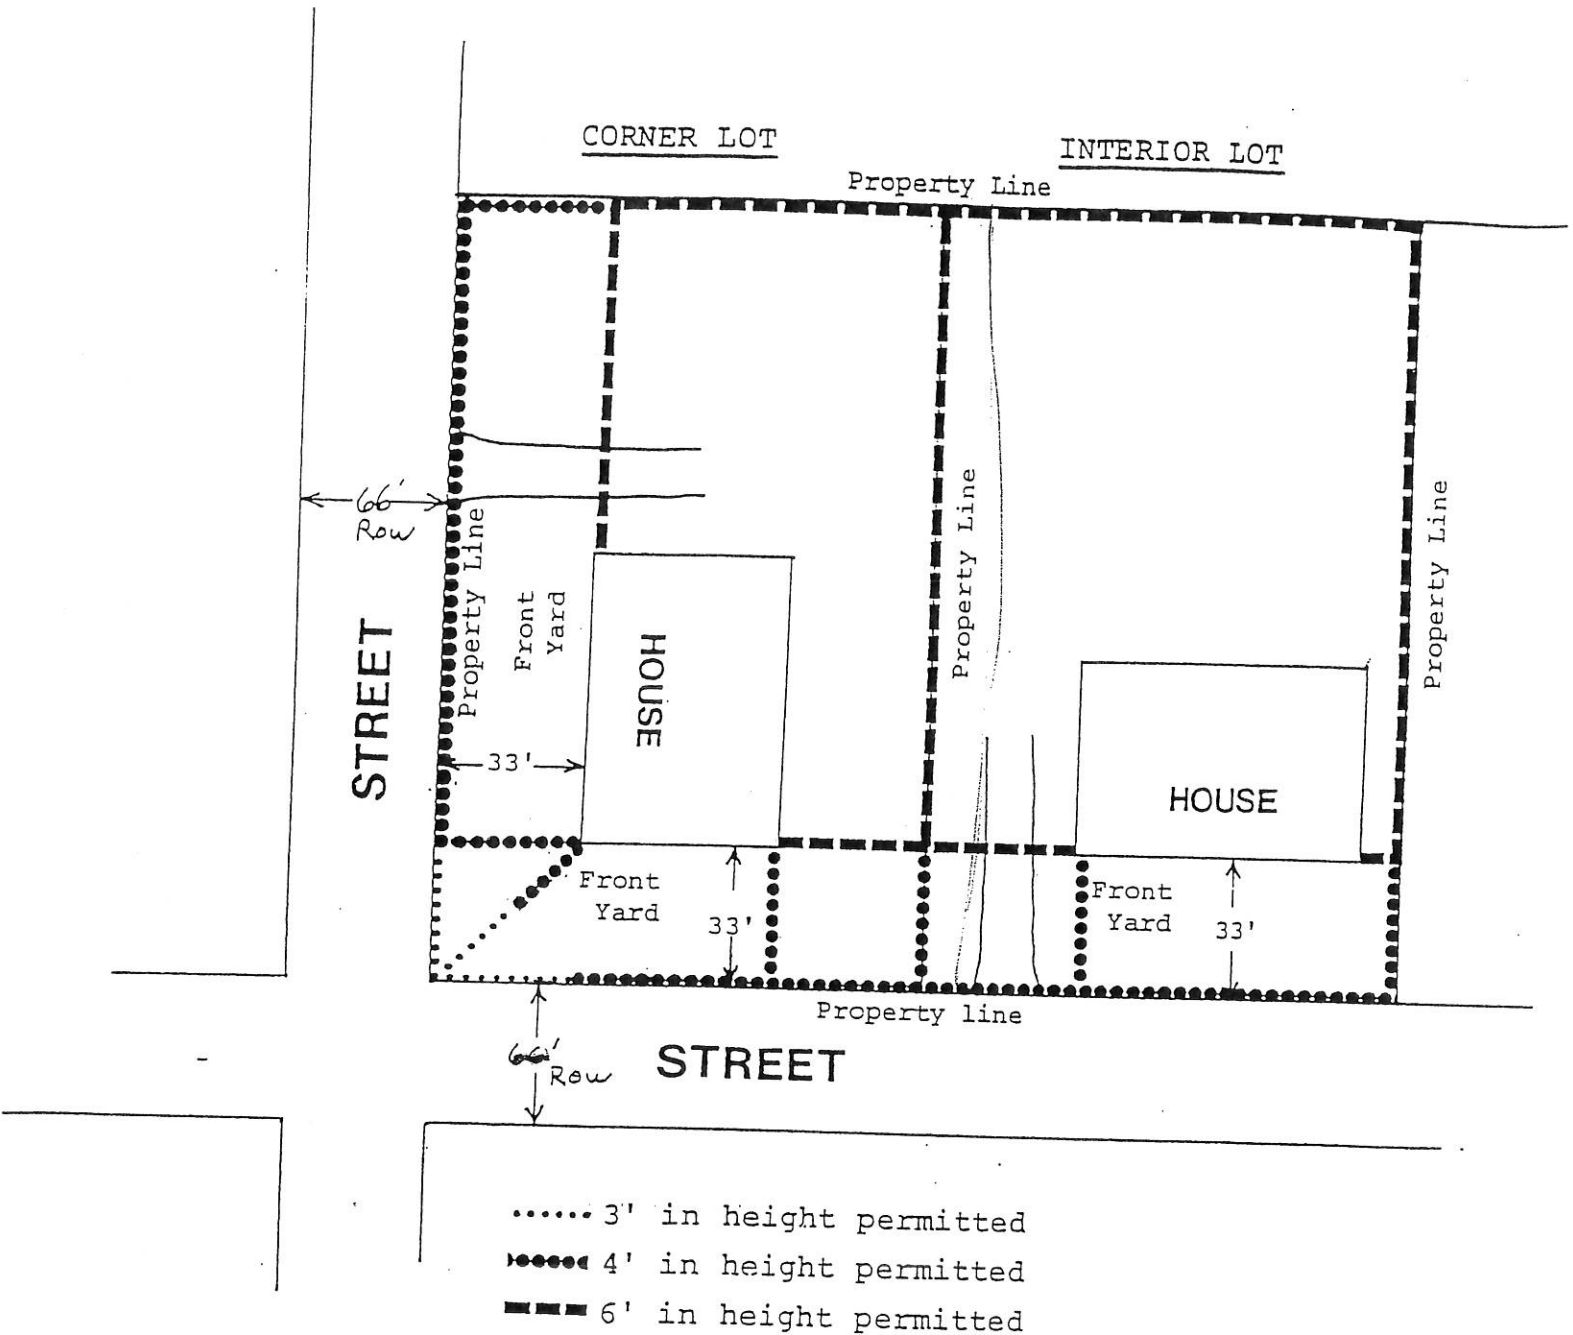 CORNER LOT
INTERIOR LOT
Property Line
66'
Row
Property Line
Front
Yard
STREET
33'
HOUSE
Property Line
Property Line
HOUSE
Front
Yard
33'
Front
Yard
33'
Property line
66'
Row
STREET
3' in height permitted
4' in height permitted
6' in height permitted